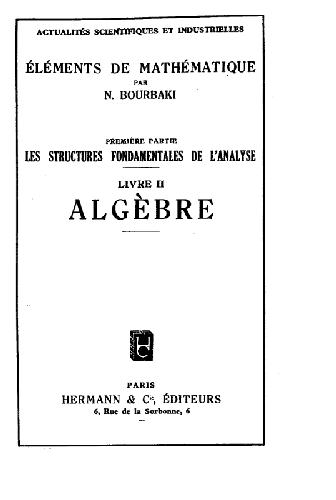 ACTUALITÉS SCIENTIFIQUES ET INDUSTRIELLES
ÉLÉMENTS DE MATHÉMATIQUE
PAR
N. BOURBAKI
PREMIÈRE PARTIE
LES STRUCTURES FONDAMENTALES DE L'ANALYSE
LIVRE II
ALGÈBRE
HC
PARIS
HERMANN & Cie, ÉDITEURS
6, Rue de la Sorbonne, 6